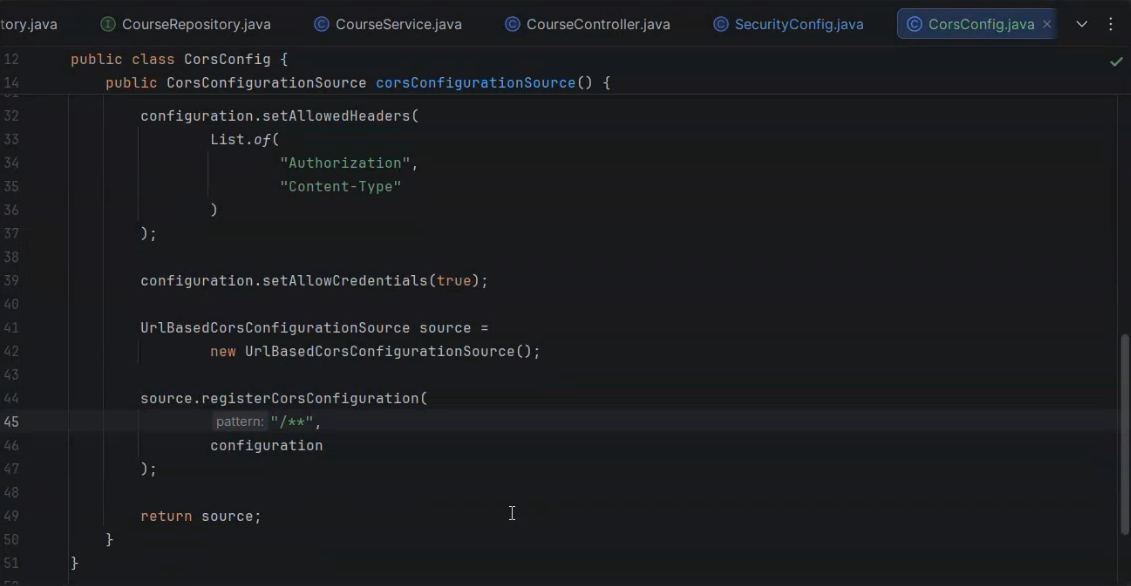 tory.java CourseRepository.java CourseService.java CourseController.java SecurityConfig.java CorsConfig.java
12 public class CorsConfig {
14 public CorsConfigurationSource corsConfigurationSource() {
32 configuration.setAllowedHeaders(
33 List.of(
34 "Authorization",
35 "Content-Type"
36 )
37 );
38
39 configuration.setAllowCredentials(true);
40
41 UrlBasedCorsConfigurationSource source =
42 new UrlBasedCorsConfigurationSource();
43
44 source.registerCorsConfiguration(
45 pattern: "/**",
46 configuration
47 );
48
49 return source;
50 }
51 }